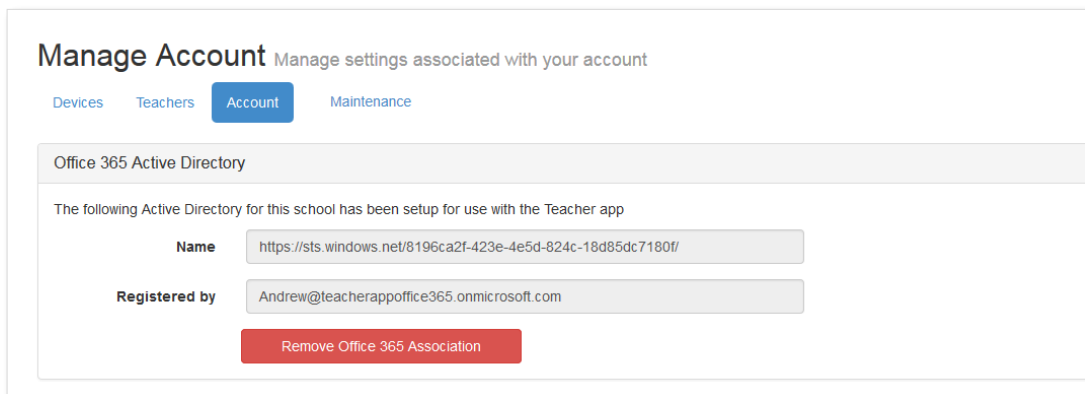 Manage Account Manage settings associated with your account
Devices Teachers Account Maintenance
Office 365 Active Directory
The following Active Directory for this school has been setup for use with the Teacher app
Name https://sts.windows.net/8196ca2f-423e-4e5d-824c-18d85dc7180f/
Registered by Andrew@teacherappoffice365.onmicrosoft.com
Remove Office 365 Association